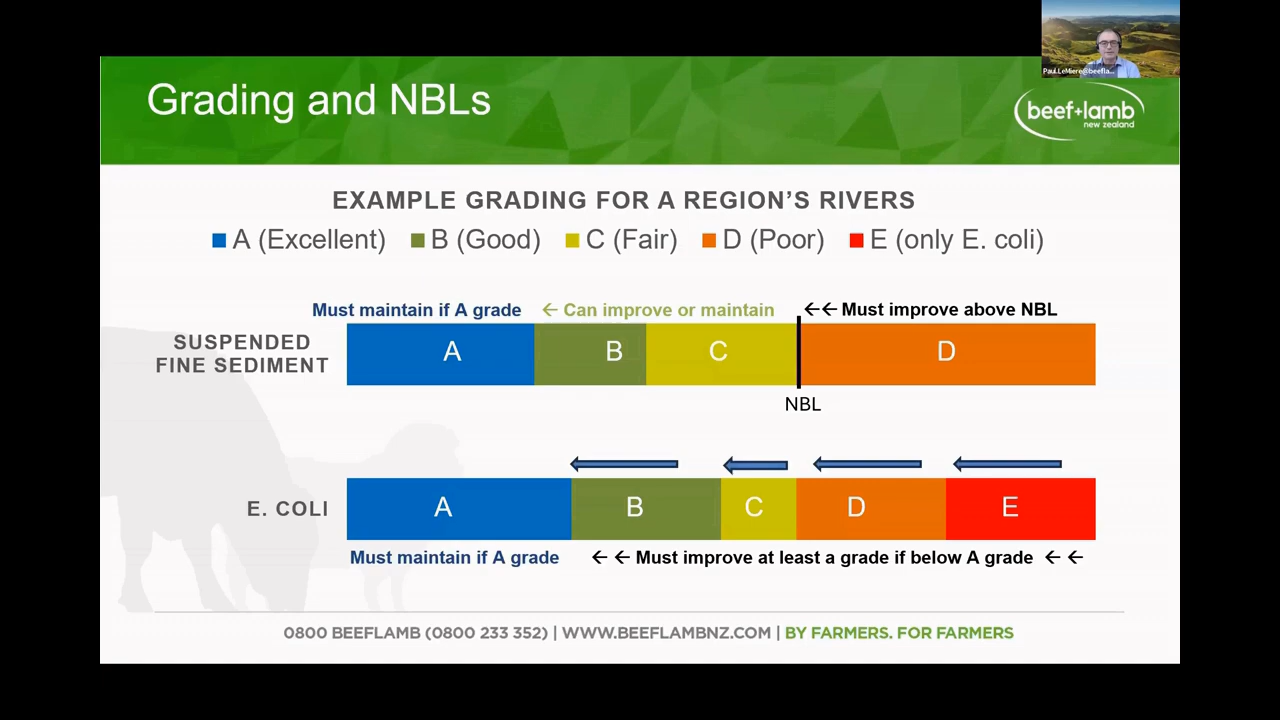 Paul.LeMiere@beefla...
Grading and NBLs
beef+lamb
new zealand
EXAMPLE GRADING FOR A REGION'S RIVERS
A (Excellent) B (Good) C (Fair) D (Poor) E (only E. coli)
Must maintain if A grade ← Can improve or maintain ←← Must improve above NBL
SUSPENDED
FINE SEDIMENT
A B C D
NBL
E. COLI
A B C D E
Must maintain if A grade ← ← Must improve at least a grade if below A grade ← ←
0800 BEEFLAMB (0800 233 352) | WWW.BEEFLAMBNZ.COM | BY FARMERS. FOR FARMERS